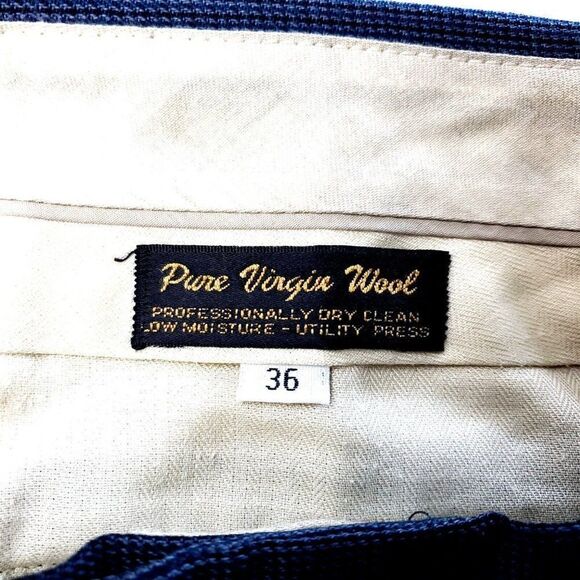 Pure Virgin Wool
PROFESSIONALLY DRY CLEAN
LOW MOISTURE - UTILITY PRESS
36